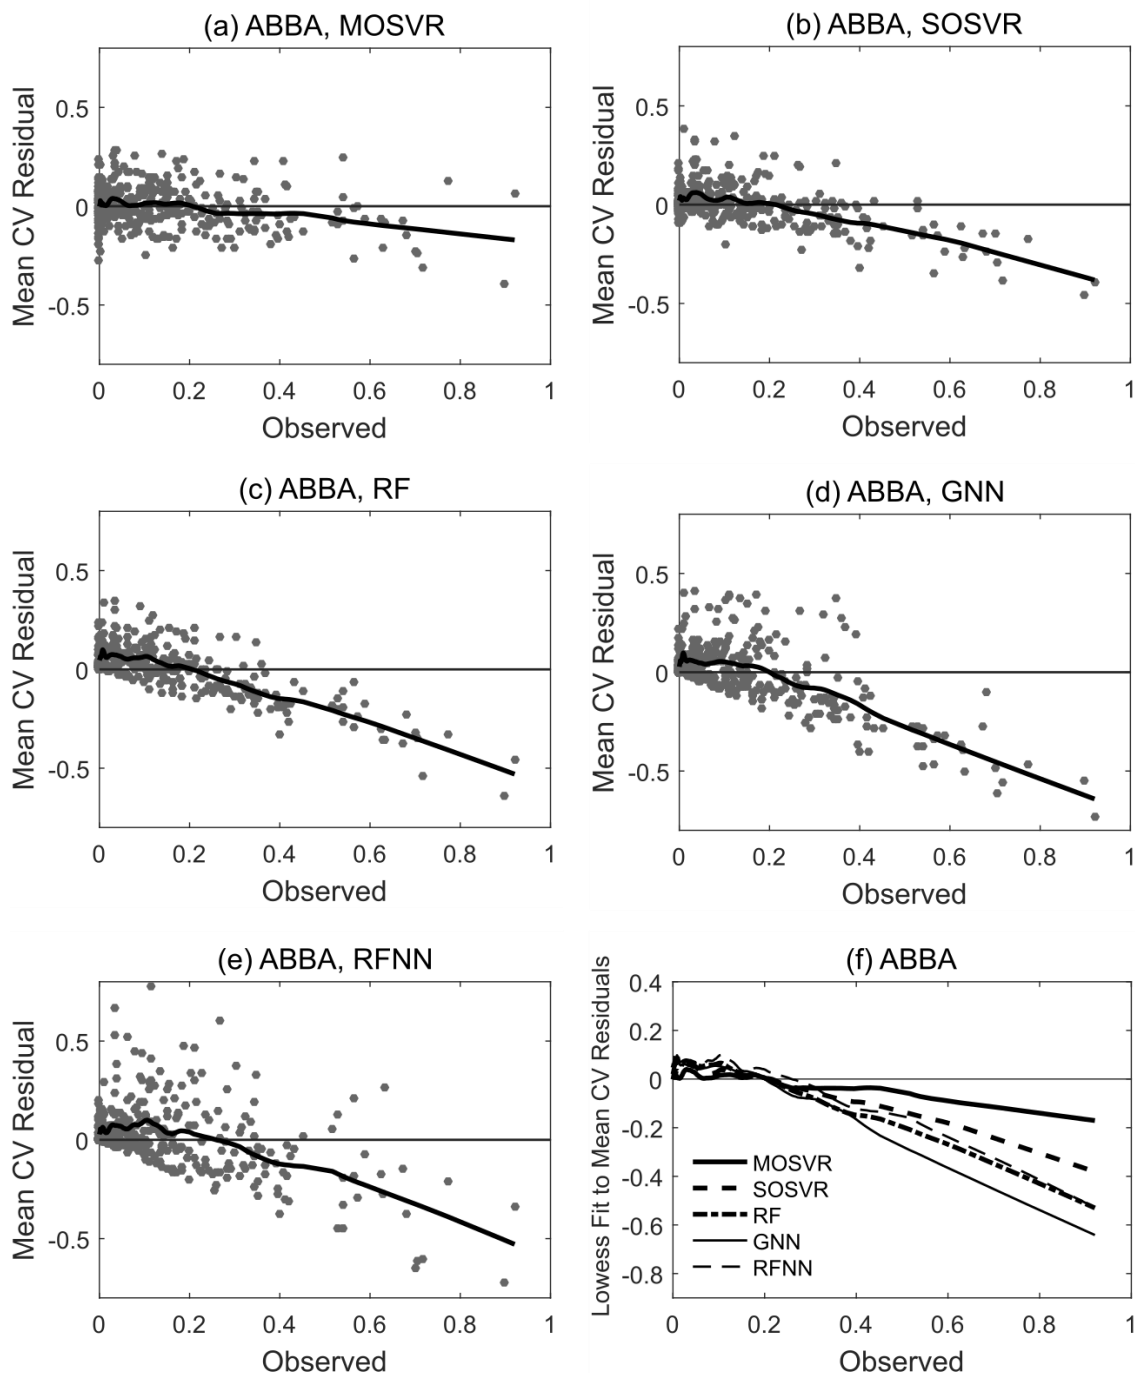 (a) ABBA, MOSVR
Mean CV Residual
0.5
0
-0.5
0 0.2 0.4 0.6 0.8 1
Observed
(b) ABBA, SOSVR
Mean CV Residual
0.5
0
-0.5
0 0.2 0.4 0.6 0.8 1
Observed
(c) ABBA, RF
Mean CV Residual
0.5
0
-0.5
0 0.2 0.4 0.6 0.8 1
Observed
(d) ABBA, GNN
Mean CV Residual
0.5
0
-0.5
0 0.2 0.4 0.6 0.8 1
Observed
(e) ABBA, RFNN
Mean CV Residual
0.5
0
-0.5
0 0.2 0.4 0.6 0.8 1
Observed
(f) ABBA
Lowess Fit to Mean CV Residuals
0.4
0.2
0
-0.2
-0.4
-0.6
-0.8
MOSVR
SOSVR
RF
GNN
RFNN
0 0.2 0.4 0.6 0.8 1
Observed